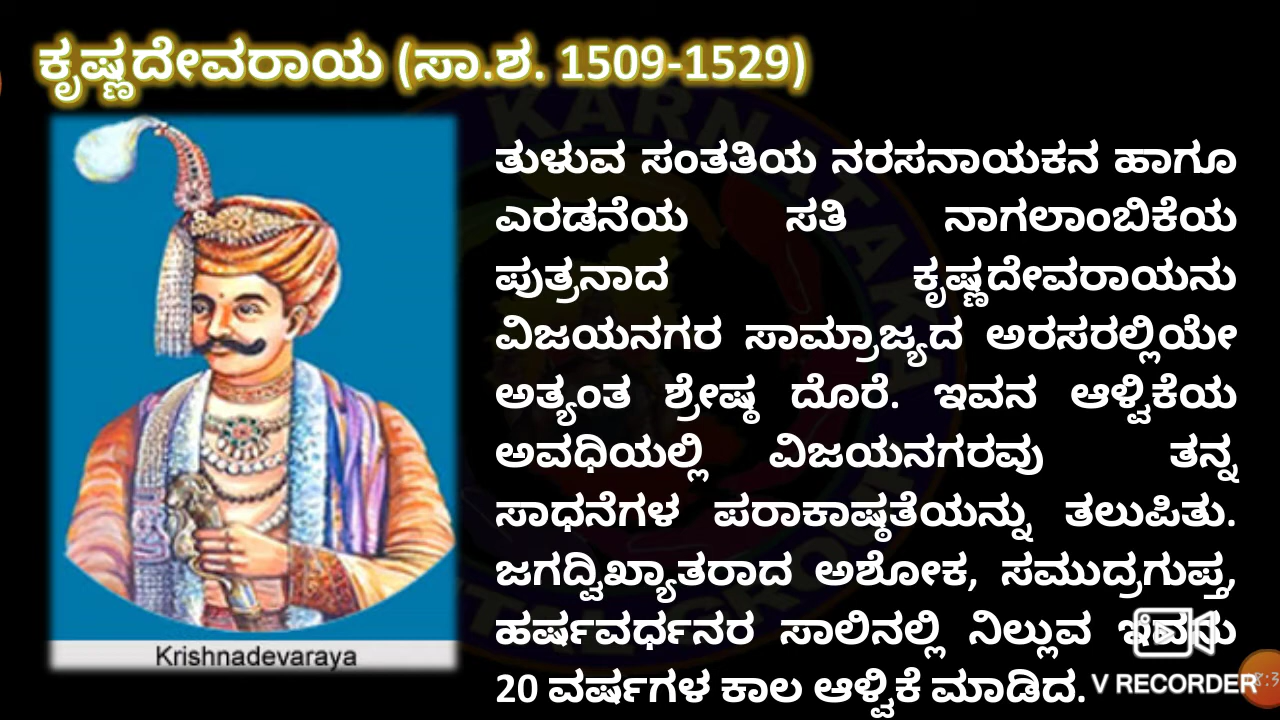 ಕೃಷ್ಣದೇವರಾಯ (ಸಾ.ಶ. 1509-1529)
ತುಳುವ ಸಂತತಿಯ ನರಸನಾಯಕನ ಹಾಗೂ
ಎರಡನೆಯ ಸತಿ ನಾಗಲಾಂಬಿಕೆಯ
ಪುತ್ರನಾದ ಕೃಷ್ಣದೇವರಾಯನು
ವಿಜಯನಗರ ಸಾಮ್ರಾಜ್ಯದ ಅರಸರಲ್ಲಿಯೇ
ಅತ್ಯಂತ ಶ್ರೇಷ್ಠ ದೊರೆ. ಇವನ ಆಳ್ವಿಕೆಯ
ಅವಧಿಯಲ್ಲಿ ವಿಜಯನಗರವು ತನ್ನ
ಸಾಧನೆಗಳ ಪರಾಕಾಷ್ಠತೆಯನ್ನು ತಲುಪಿತು.
ಜಗದ್ವಿಖ್ಯಾತರಾದ ಅಶೋಕ, ಸಮುದ್ರಗುಪ್ತ,
ಹರ್ಷವರ್ಧನರ ಸಾಲಿನಲ್ಲಿ ನಿಲ್ಲುವ ಇವನು
20 ವರ್ಷಗಳ ಕಾಲ ಆಳ್ವಿಕೆ ಮಾಡಿದ.
Krishnadevaraya
V RECORDER
KARNATAKA